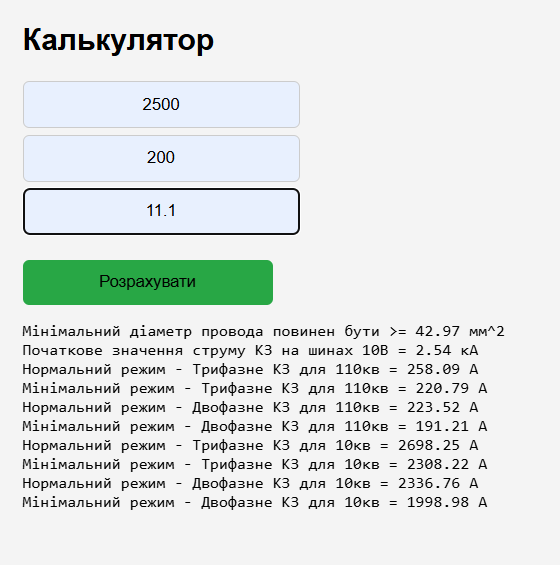 Калькулятор
2500
200
11.1
Розрахувати
Мінімальний діаметр провода повинен бути >= 42.97 мм^2
Початкове значення струму КЗ на шинах 10В = 2.54 кА
Нормальний режим - Трифазне КЗ для 110кв = 258.09 А
Мінімальний режим - Трифазне КЗ для 110кв = 220.79 А
Нормальний режим - Двофазне КЗ для 110кв = 223.52 А
Мінімальний режим - Двофазне КЗ для 110кв = 191.21 А
Нормальний режим - Трифазне КЗ для 10кв = 2698.25 А
Мінімальний режим - Трифазне КЗ для 10кв = 2308.22 А
Нормальний режим - Двофазне КЗ для 10кв = 2336.76 А
Мінімальний режим - Двофазне КЗ для 10кв = 1998.98 А